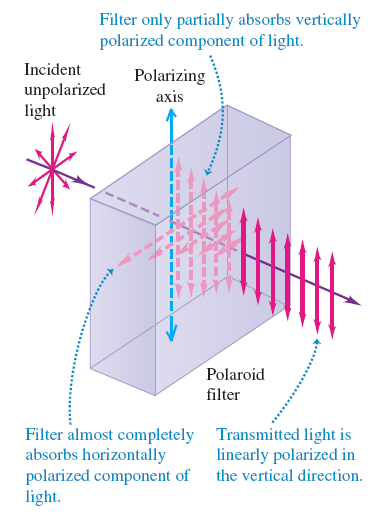 Filter only partially absorbs vertically
polarized component of light.
Incident
unpolarized
light
Polarizing
axis
Polaroid
filter
Filter almost completely
absorbs horizontally
polarized component of
light.
Transmitted light is
linearly polarized in
the vertical direction.